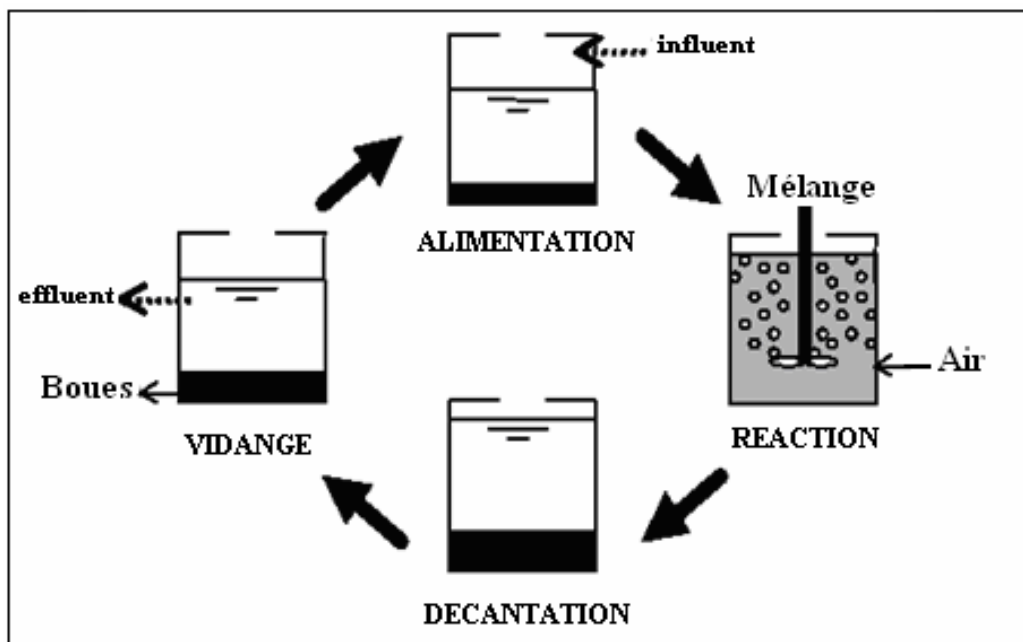 influent
ALIMENTATION
Mélange
Air
REACTION
DECANTATION
effluent
Boues
VIDANGE